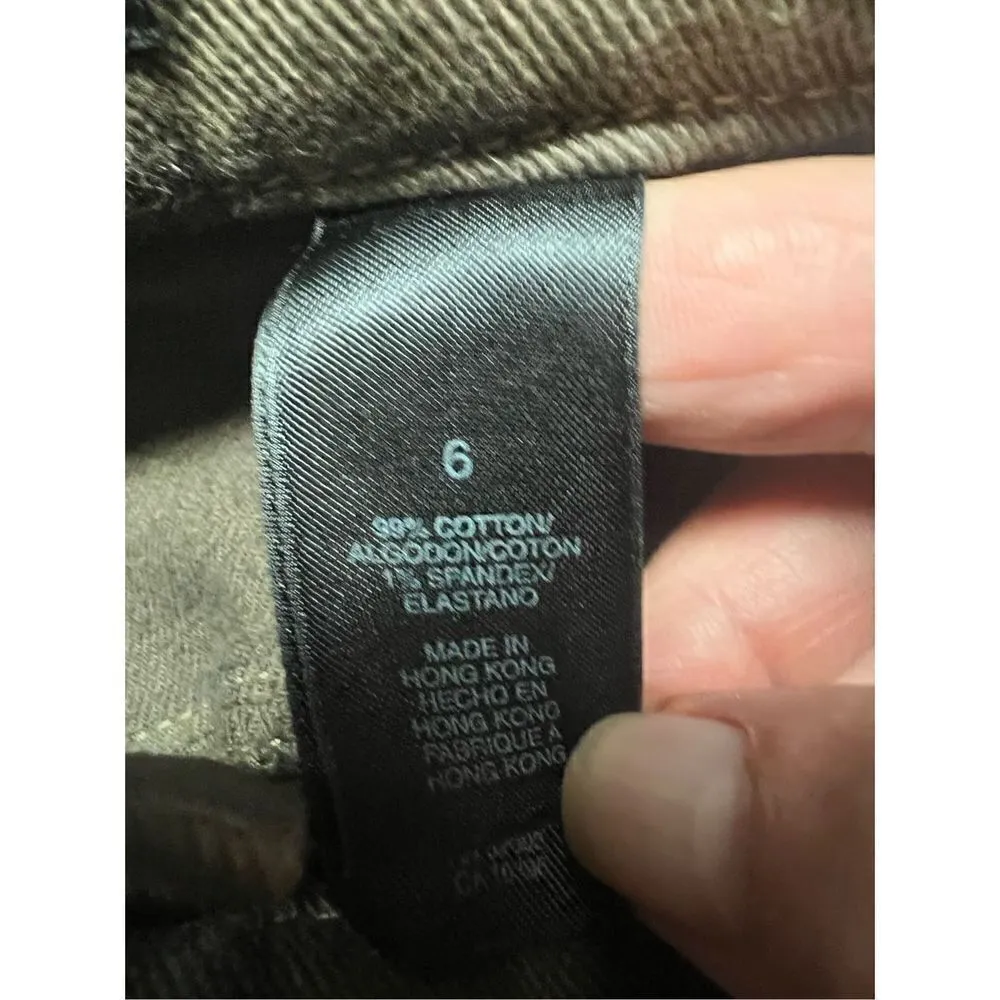 6
99% COTTON/
ALGODON/COTON
1% SPANDEX/
ELASTANO
MADE IN
HONG KONG
HECHO EN
HONG KONG
FABRIQUE A
HONG KONG